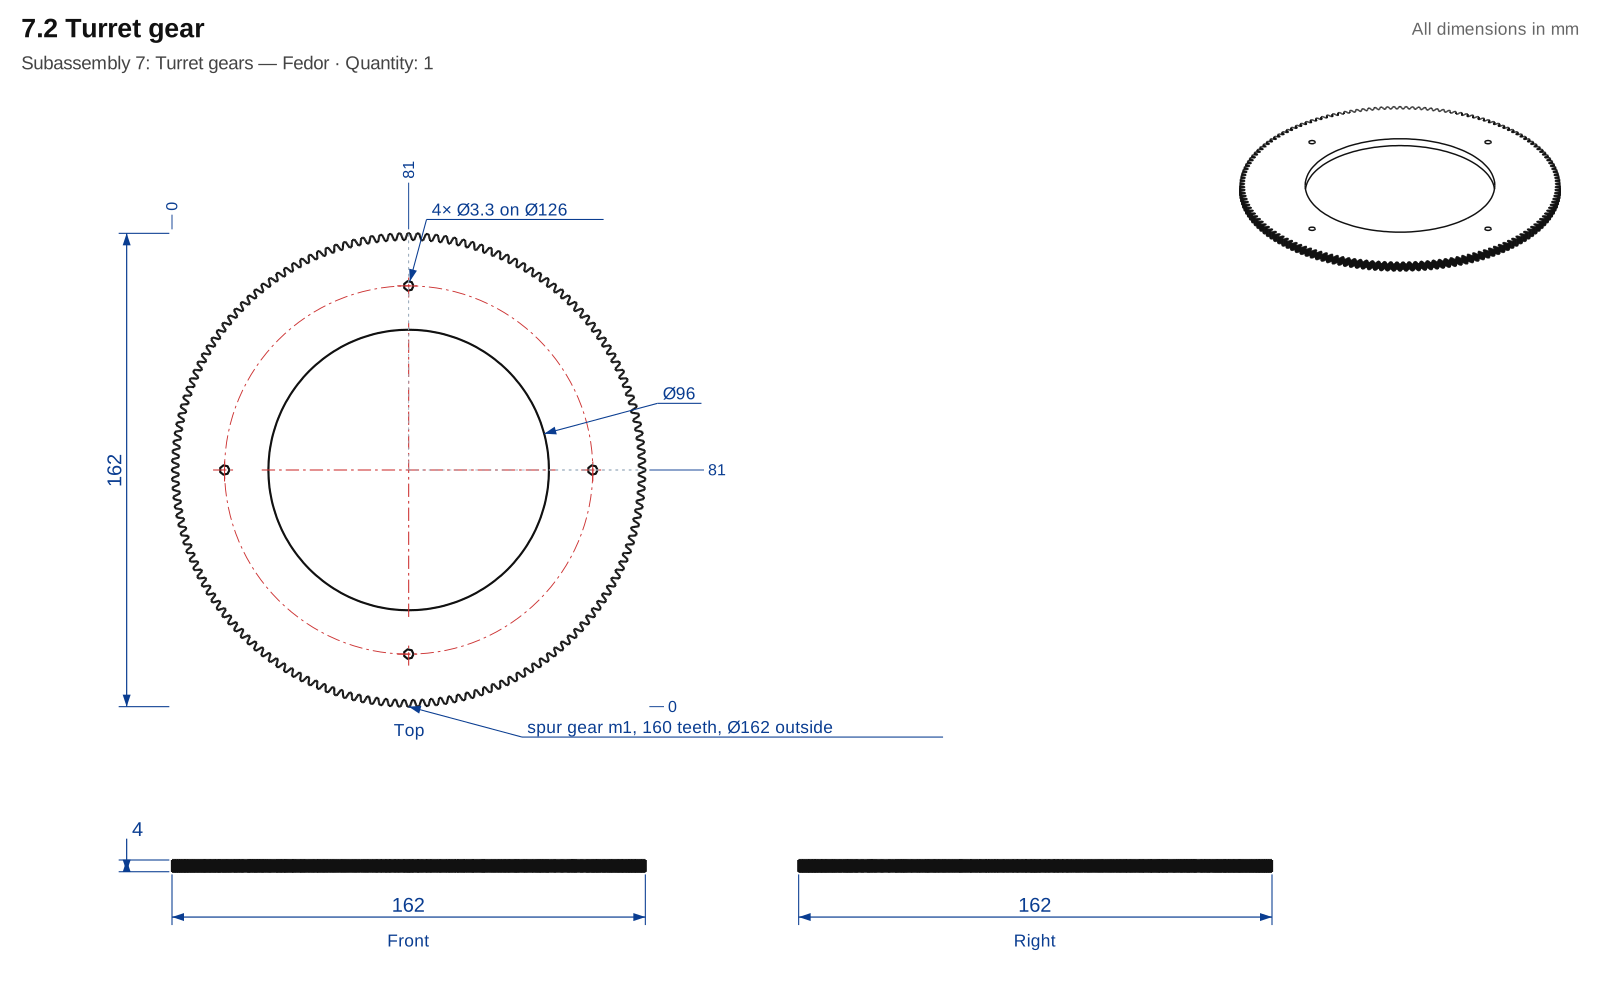 7.2 Turret gear
All dimensions in mm
Subassembly 7: Turret gears — Fedor · Quantity: 1
81
0
4× Ø3.3 on Ø126
Ø96
162
81
0
spur gear m1, 160 teeth, Ø162 outside
Top
4
162
162
Front
Right